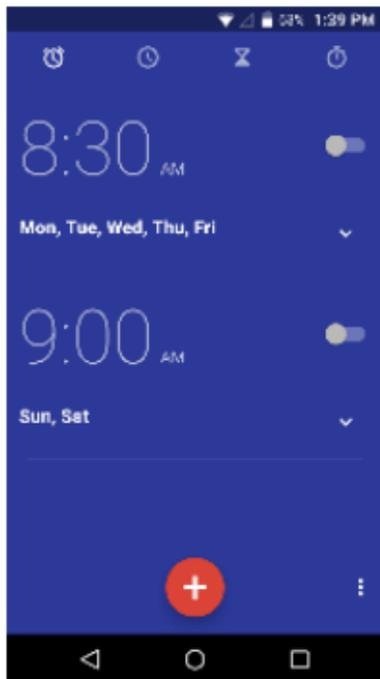 1:39 PM
8:30 AM
Mon, Tue, Wed, Thu, Fri
9:00 AM
Sun, Sat